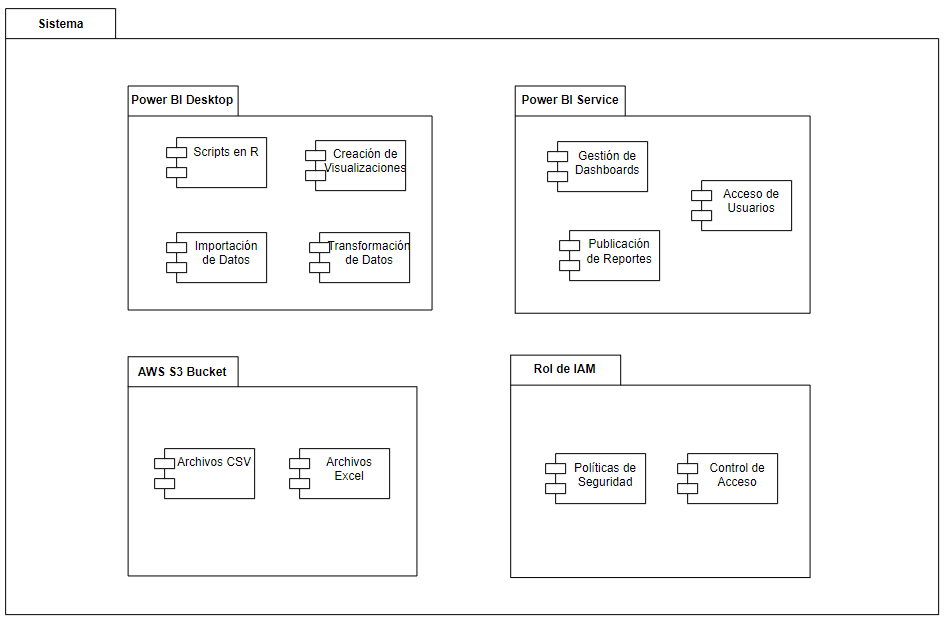 Sistema
Power BI Desktop
Scripts en R
Creación de
Visualizaciones
Importación
de Datos
Transformación
de Datos
Power BI Service
Gestión de
Dashboards
Acceso de
Usuarios
Publicación
de Reportes
AWS S3 Bucket
Archivos CSV
Archivos
Excel
Rol de IAM
Políticas de
Seguridad
Control de
Acceso